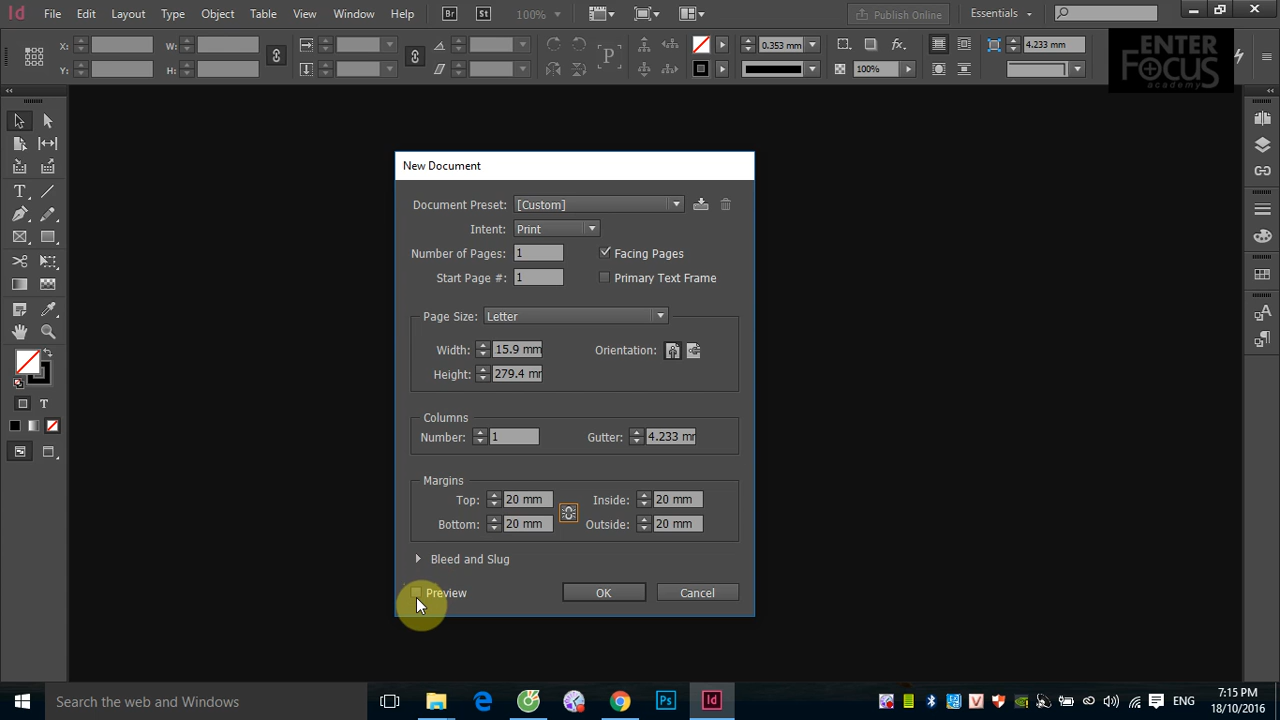 Id File Edit Layout Type Object Table View Window Help Br St 100% Publish Online Essentials
X: W: 0.353 mm 4.233 mm
Y: H: 100%
ENTER
FOCUS
academy
New Document
Document Preset: [Custom]
Intent: Print
Number of Pages: 1 Facing Pages
Start Page #: 1 Primary Text Frame
Page Size: Letter
Width: 15.9 mm Orientation:
Height: 279.4 mm
Columns
Number: 1 Gutter: 4.233 mm
Margins
Top: 20 mm Inside: 20 mm
Bottom: 20 mm Outside: 20 mm
Bleed and Slug
Preview OK Cancel
Search the web and Windows Ps Id ENG 7:15 PM
18/10/2016